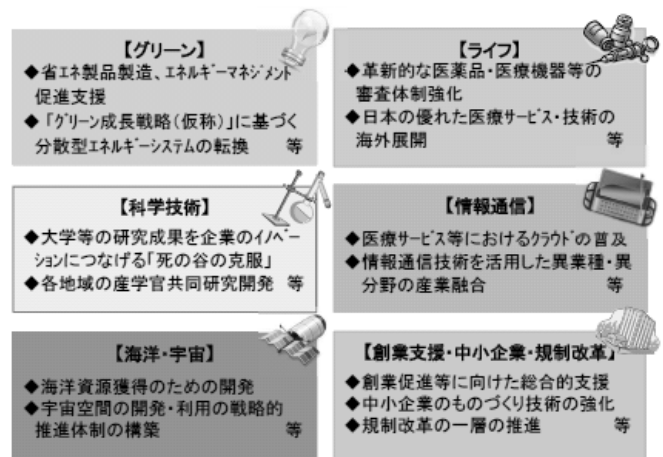 【グリーン】
◆省エネ製品製造、エネルギーマネジメント
促進支援
◆「グリーン成長戦略(仮称)」に基づく
分散型エネルギーシステムの転換 等
【ライフ】
◆革新的な医薬品・医療機器等の
審査体制強化
◆日本の優れた医療サービス・技術の
海外展開 等
【科学技術】
◆大学等の研究成果を企業のイノベー
ションにつなげる「死の谷の克服」
◆各地域の産学官共同研究開発 等
【情報通信】
◆医療サービス等におけるクラウドの普及
◆情報通信技術を活用した異業種・異
分野の産業融合 等
【海洋・宇宙】
◆海洋資源獲得のための開発
◆宇宙空間の開発・利用の戦略的
推進体制の構築 等
【創業支援・中小企業・規制改革】
◆創業促進等に向けた総合的支援
◆中小企業のものづくり技術の強化
◆規制改革の一層の推進 等